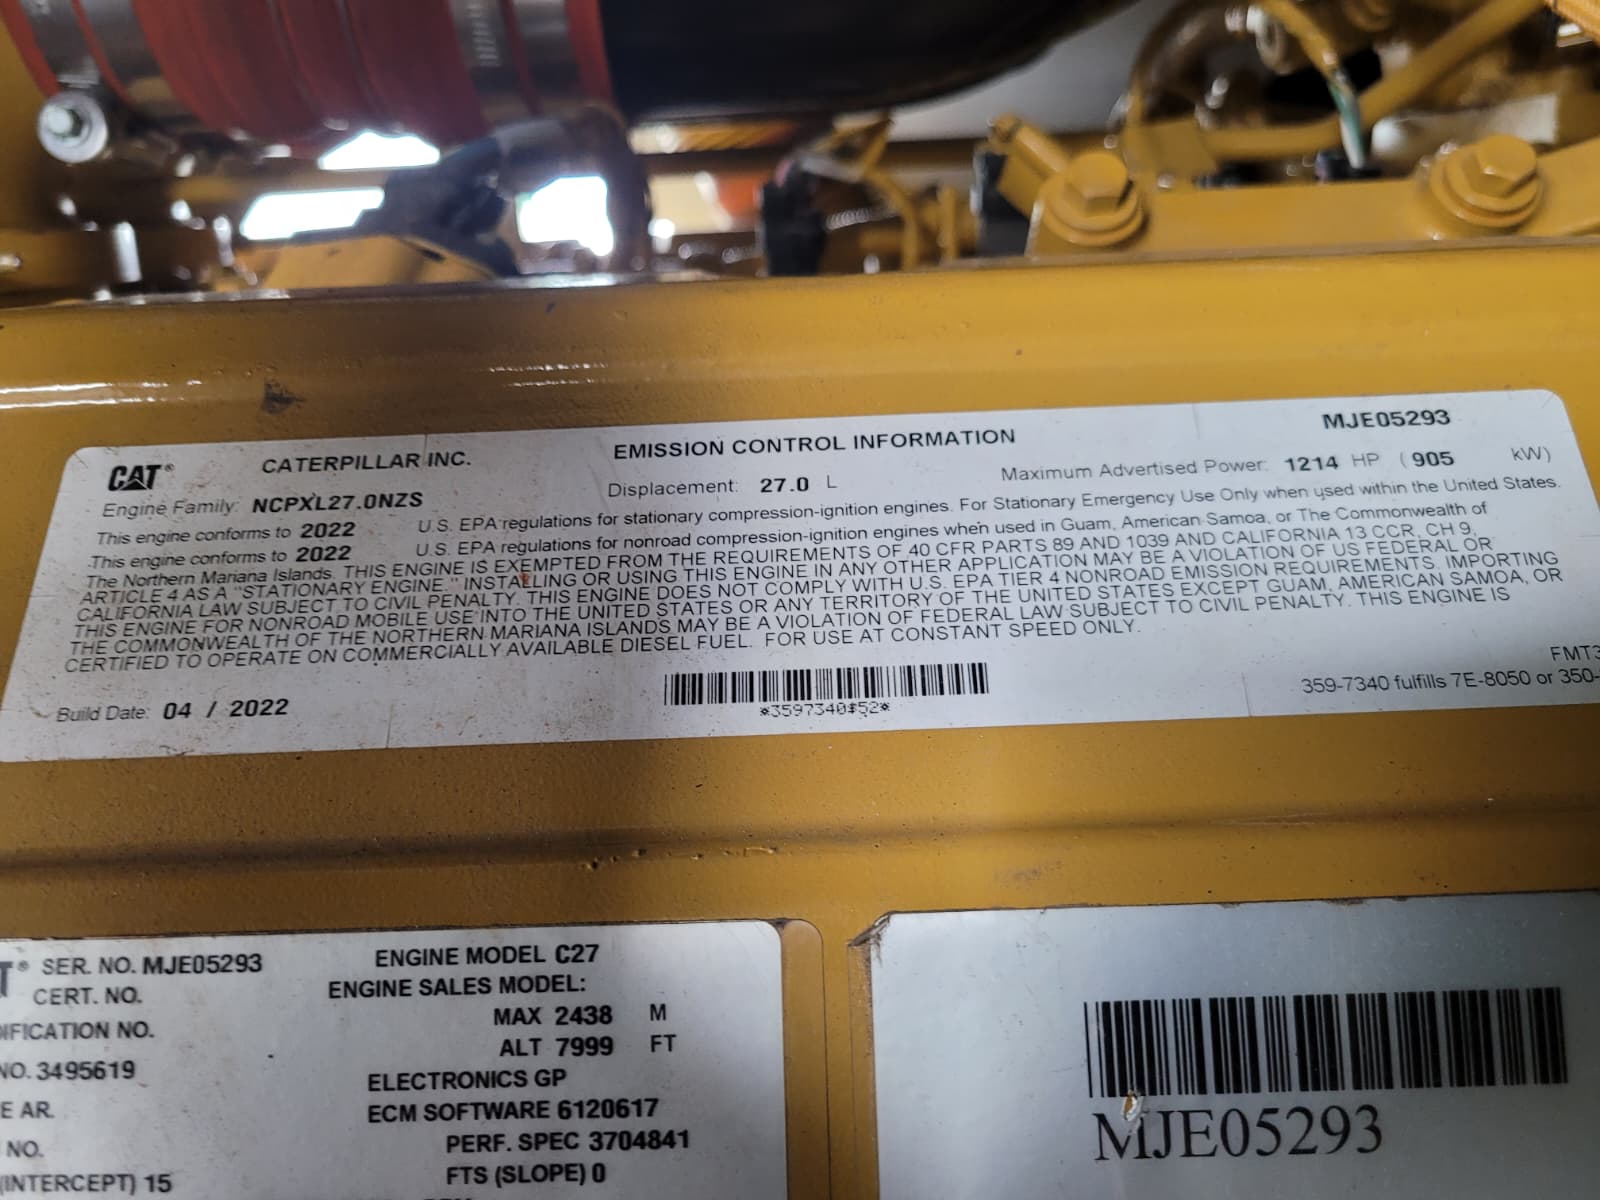 CAT® CATERPILLAR INC. EMISSION CONTROL INFORMATION MJE05293
Engine Family: NCPXL27.0NZS Displacement: 27.0 L Maximum Advertised Power: 1214 HP ( 905 kW)
This engine conforms to 2022 U.S. EPA regulations for stationary compression-ignition engines. For Stationary Emergency Use Only when used within the United States.
This engine conforms to 2022 U.S. EPA regulations for nonroad compression-ignition engines when used in Guam, American Samoa, or The Commonwealth of
The Northern Mariana Islands. THIS ENGINE IS EXEMPTED FROM THE REQUIREMENTS OF 40 CFR PARTS 89 AND 1039 AND CALIFORNIA 13 CCR, CH 9,
ARTICLE 4 AS A "STATIONARY ENGINE." INSTALLING OR USING THIS ENGINE IN ANY OTHER APPLICATION MAY BE A VIOLATION OF US FEDERAL OR
CALIFORNIA LAW SUBJECT TO CIVIL PENALTY. THIS ENGINE DOES NOT COMPLY WITH U.S. EPA TIER 4 NONROAD EMISSION REQUIREMENTS. IMPORTING
THIS ENGINE FOR NONROAD MOBILE USE INTO THE UNITED STATES OR ANY TERRITORY OF THE UNITED STATES EXCEPT GUAM, AMERICAN SAMOA, OR
THE COMMONWEALTH OF THE NORTHERN MARIANA ISLANDS MAY BE A VIOLATION OF FEDERAL LAW SUBJECT TO CIVIL PENALTY. THIS ENGINE IS
CERTIFIED TO OPERATE ON COMMERCIALLY AVAILABLE DIESEL FUEL. FOR USE AT CONSTANT SPEED ONLY.
FMT3
Build Date: 04 / 2022 *3597340$52* 359-7340 fulfills 7E-8050 or 350-
T® SER. NO. MJE05293 ENGINE MODEL C27
CERT. NO. ENGINE SALES MODEL:
IFICATION NO. MAX 2438 M
ALT 7999 FT
NO. 3495619 ELECTRONICS GP
E AR. ECM SOFTWARE 6120617
NO. PERF. SPEC 3704841
(INTERCEPT) 15 FTS (SLOPE) 0
MJE05293